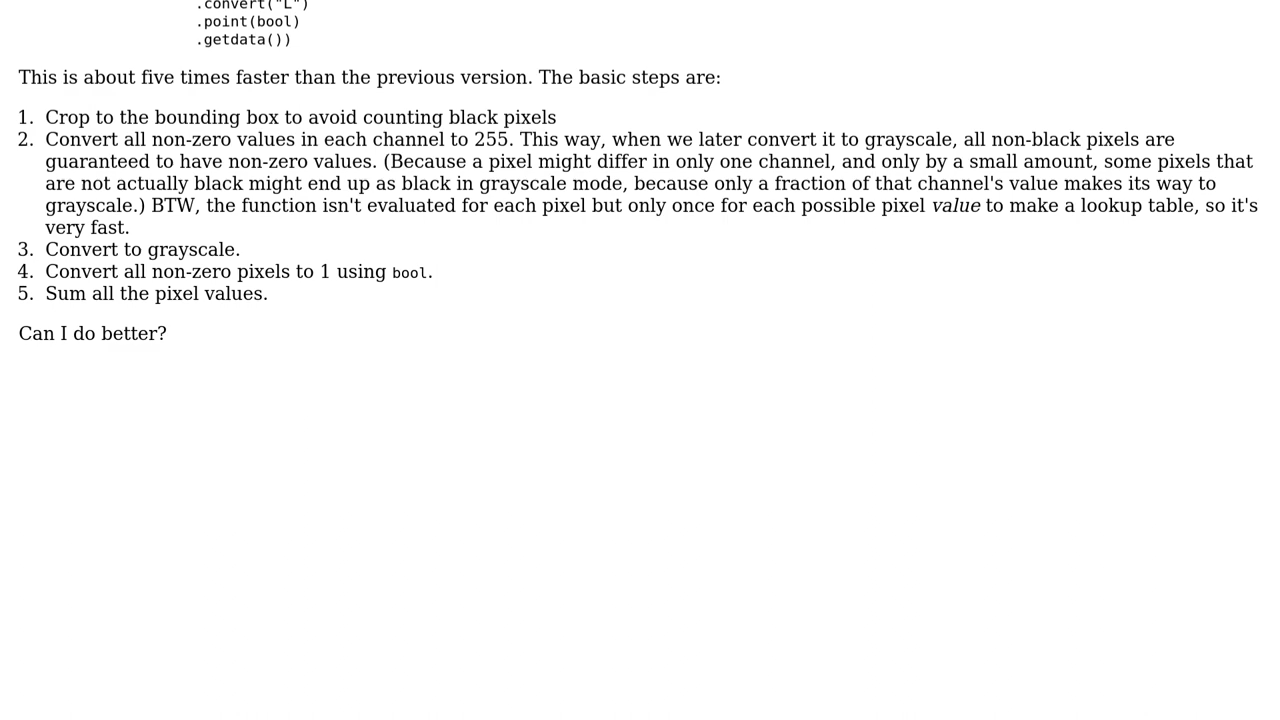 .convert("L")
.point(bool)
.getdata())
This is about five times faster than the previous version. The basic steps are:
1. Crop to the bounding box to avoid counting black pixels
2. Convert all non-zero values in each channel to 255. This way, when we later convert it to grayscale, all non-black pixels are
guaranteed to have non-zero values. (Because a pixel might differ in only one channel, and only by a small amount, some pixels that
are not actually black might end up as black in grayscale mode, because only a fraction of that channel's value makes its way to
grayscale.) BTW, the function isn't evaluated for each pixel but only once for each possible pixel value to make a lookup table, so it's
very fast.
3. Convert to grayscale.
4. Convert all non-zero pixels to 1 using bool.
5. Sum all the pixel values.
Can I do better?